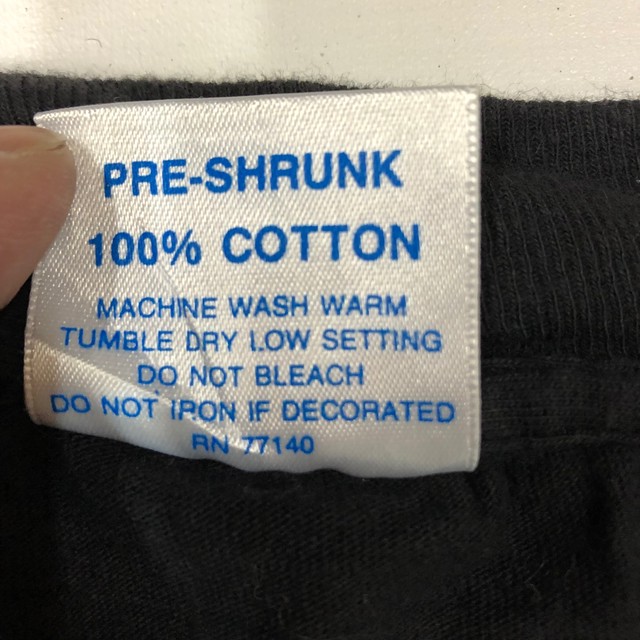 PRE-SHRUNK
100% COTTON
MACHINE WASH WARM
TUMBLE DRY LOW SETTING
DO NOT BLEACH
DO NOT IRON IF DECORATED
RN 77140